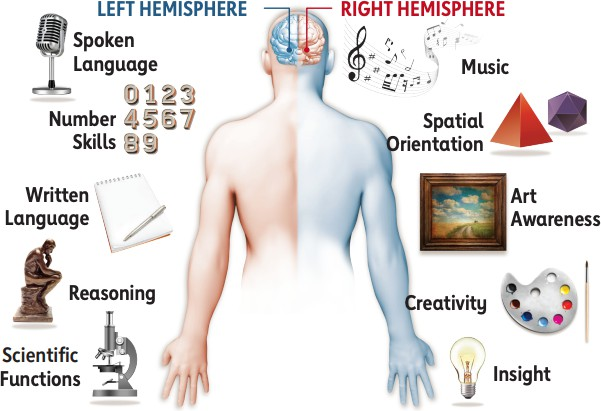 LEFT HEMISPHERE
RIGHT HEMISPHERE
Spoken
Language
0123
Number
Skills
4567
89
Written
Language
Reasoning
Scientific
Functions
Music
Spatial
Orientation
Art
Awareness
Creativity
Insight